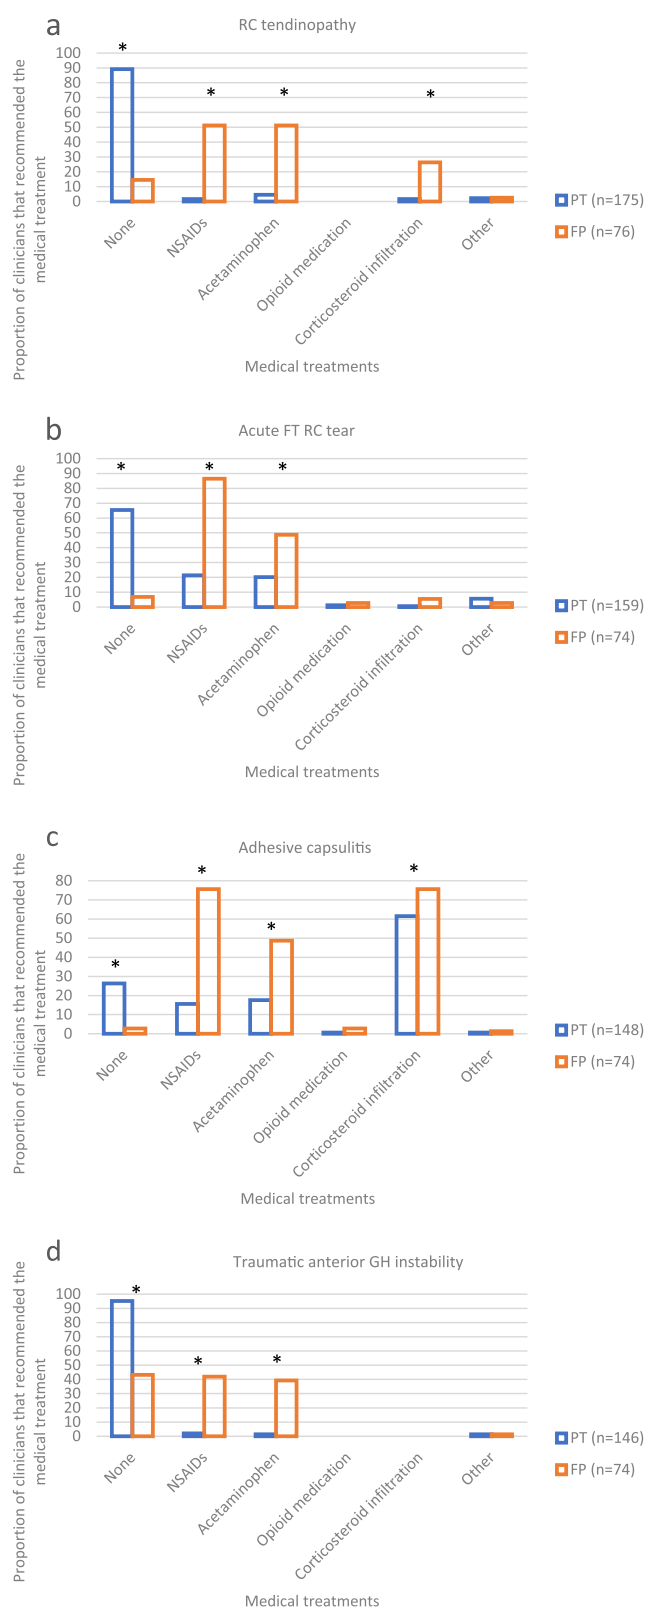 a
RC tendinopathy
Proportion of clinicians that recommended the
medical treatment
100
90
80
70
60
50
40
30
20
10
0
*
*
*
*
None
NSAIDs
Acetaminophen
Opioid medication
Corticosteroid infiltration
Other
Medical treatments
PT (n=175)
FP (n=76)
b
Acute FT RC tear
Proportion of clinicians that recommended the
medical treatment
100
90
80
70
60
50
40
30
20
10
0
*
*
*
None
NSAIDs
Acetaminophen
Opioid medication
Corticosteroid infiltration
Other
Medical treatments
PT (n=159)
FP (n=74)
c
Adhesive capsulitis
Proportion of clinicians that recommended the
medical treatment
80
70
60
50
40
30
20
10
0
*
*
*
*
None
NSAIDs
Acetaminophen
Opioid medication
Corticosteroid infiltration
Other
Medical treatments
PT (n=148)
FP (n=74)
d
Traumatic anterior GH instability
Proportion of clinicians that recommended the
medical treatment
100
90
80
70
60
50
40
30
20
10
0
*
*
*
None
NSAIDs
Acetaminophen
Opioid medication
Corticosteroid infiltration
Other
Medical treatments
PT (n=146)
FP (n=74)